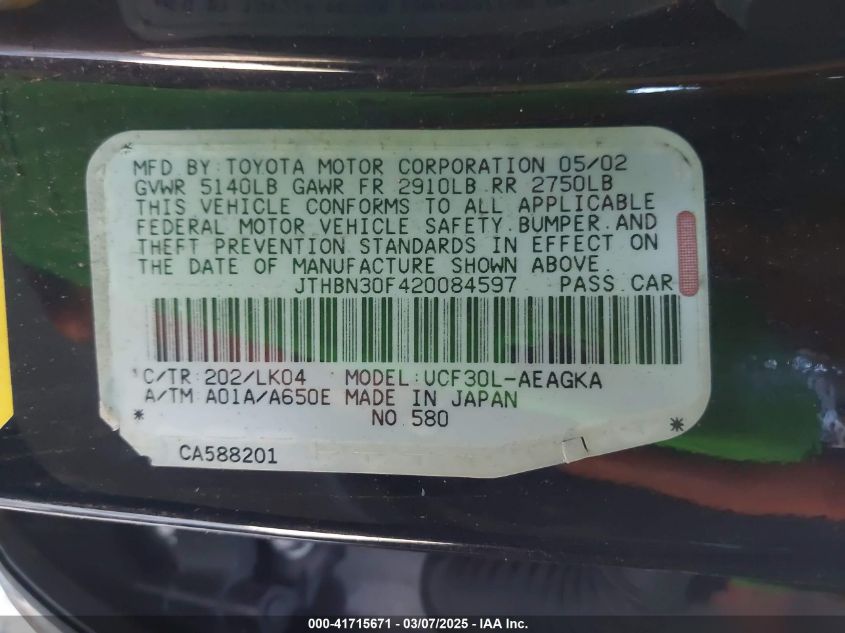 MFD BY: TOYOTA MOTOR CORPORATION 05/02
GVWR 5140LB GAWR FR 2910LB RR 2750LB
THIS VEHICLE CONFORMS TO ALL APPLICABLE
FEDERAL MOTOR VEHICLE SAFETY.BUMPER.AND
THEFT PREVENTION STANDARDS IN EFFECT ON
THE DATE OF MANUFACTURE SHOWN ABOVE.
JTHBN30F420084597 PASS.CAR
C/TR:202/LK04 MODEL:UCF30L-AEAGKA
A/TM A01A/A650E MADE IN JAPAN
* NO.580 *
CA588201
000-41715671 | 03/07/2025 | IAA Inc.